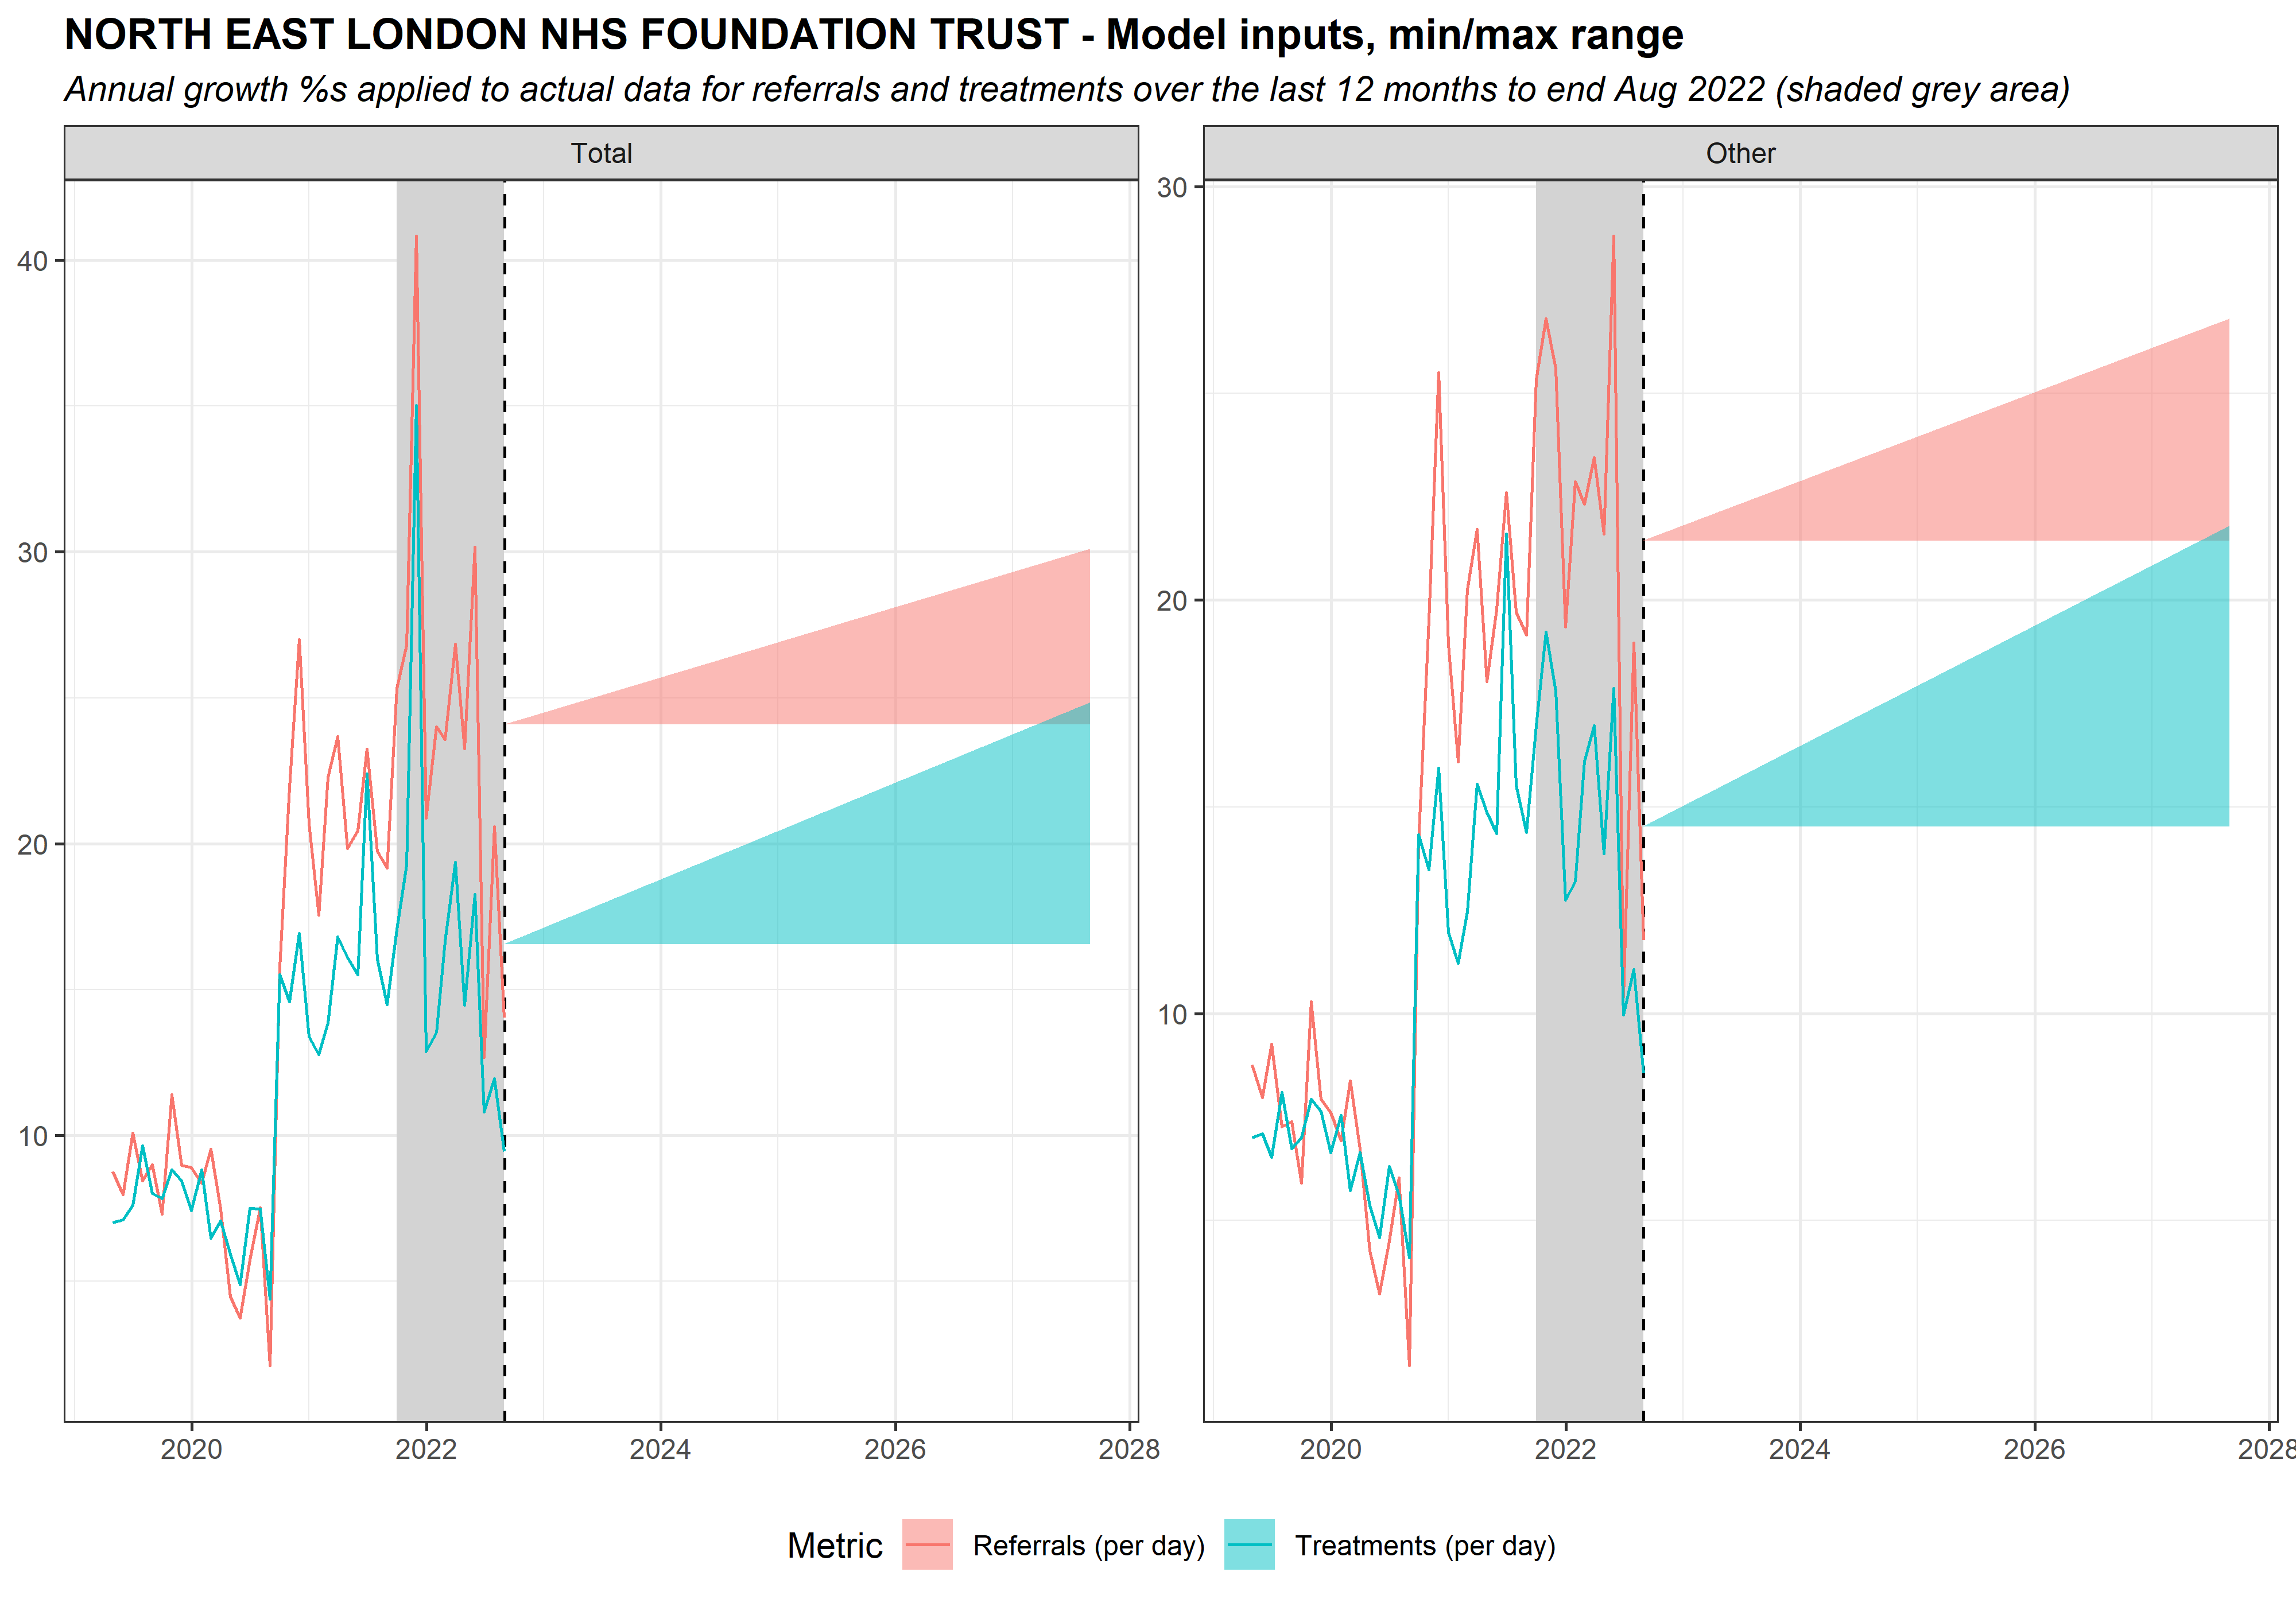 NORTH EAST LONDON NHS FOUNDATION TRUST - Model inputs, min/max range
Annual growth %s applied to actual data for referrals and treatments over the last 12 months to end Aug 2022 (shaded grey area)
Total
Other
40
30
20
10
30
20
10
2020 2022 2024 2026 2028
2020 2022 2024 2026 2028
Metric Referrals (per day) Treatments (per day)